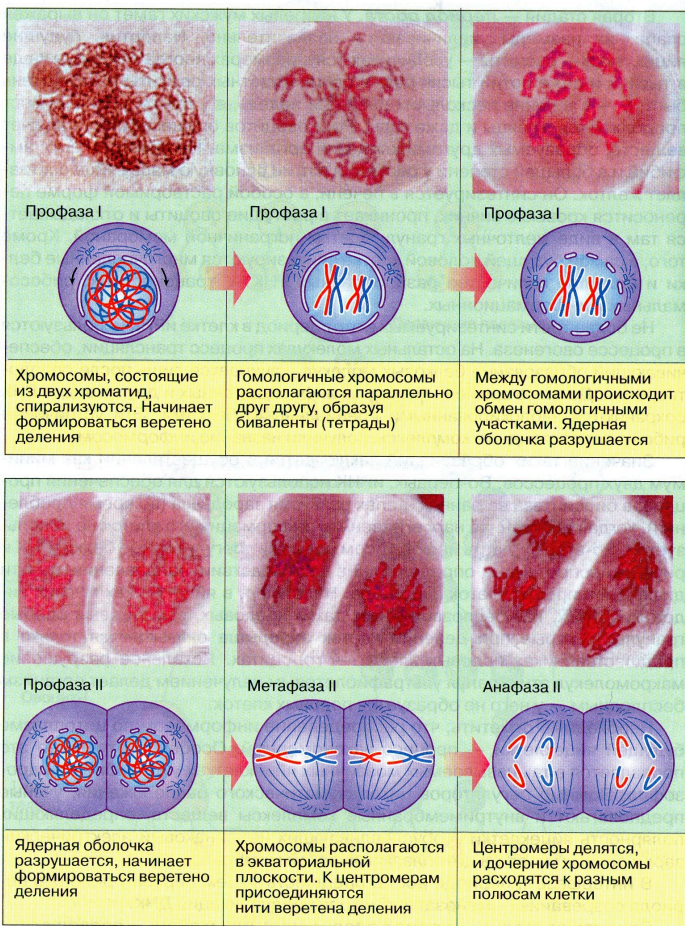 Профаза I
Профаза I
Профаза I
Хромосомы, состоящие
из двух хроматид,
спирализуются. Начинает
формироваться веретено
деления
Гомологичные хромосомы
располагаются параллельно
друг другу, образуя
биваленты (тетрады)
Между гомологичными
хромосомами происходит
обмен гомологичными
участками. Ядерная
оболочка разрушается
Профаза II
Метафаза II
Анафаза II
Ядерная оболочка
разрушается, начинает
формироваться веретено
деления
Хромосомы располагаются
в экваториальной
плоскости. К центромерам
присоединяются
нити веретена деления
Центромеры делятся,
и дочерние хромосомы
расходятся к разным
полюсам клетки